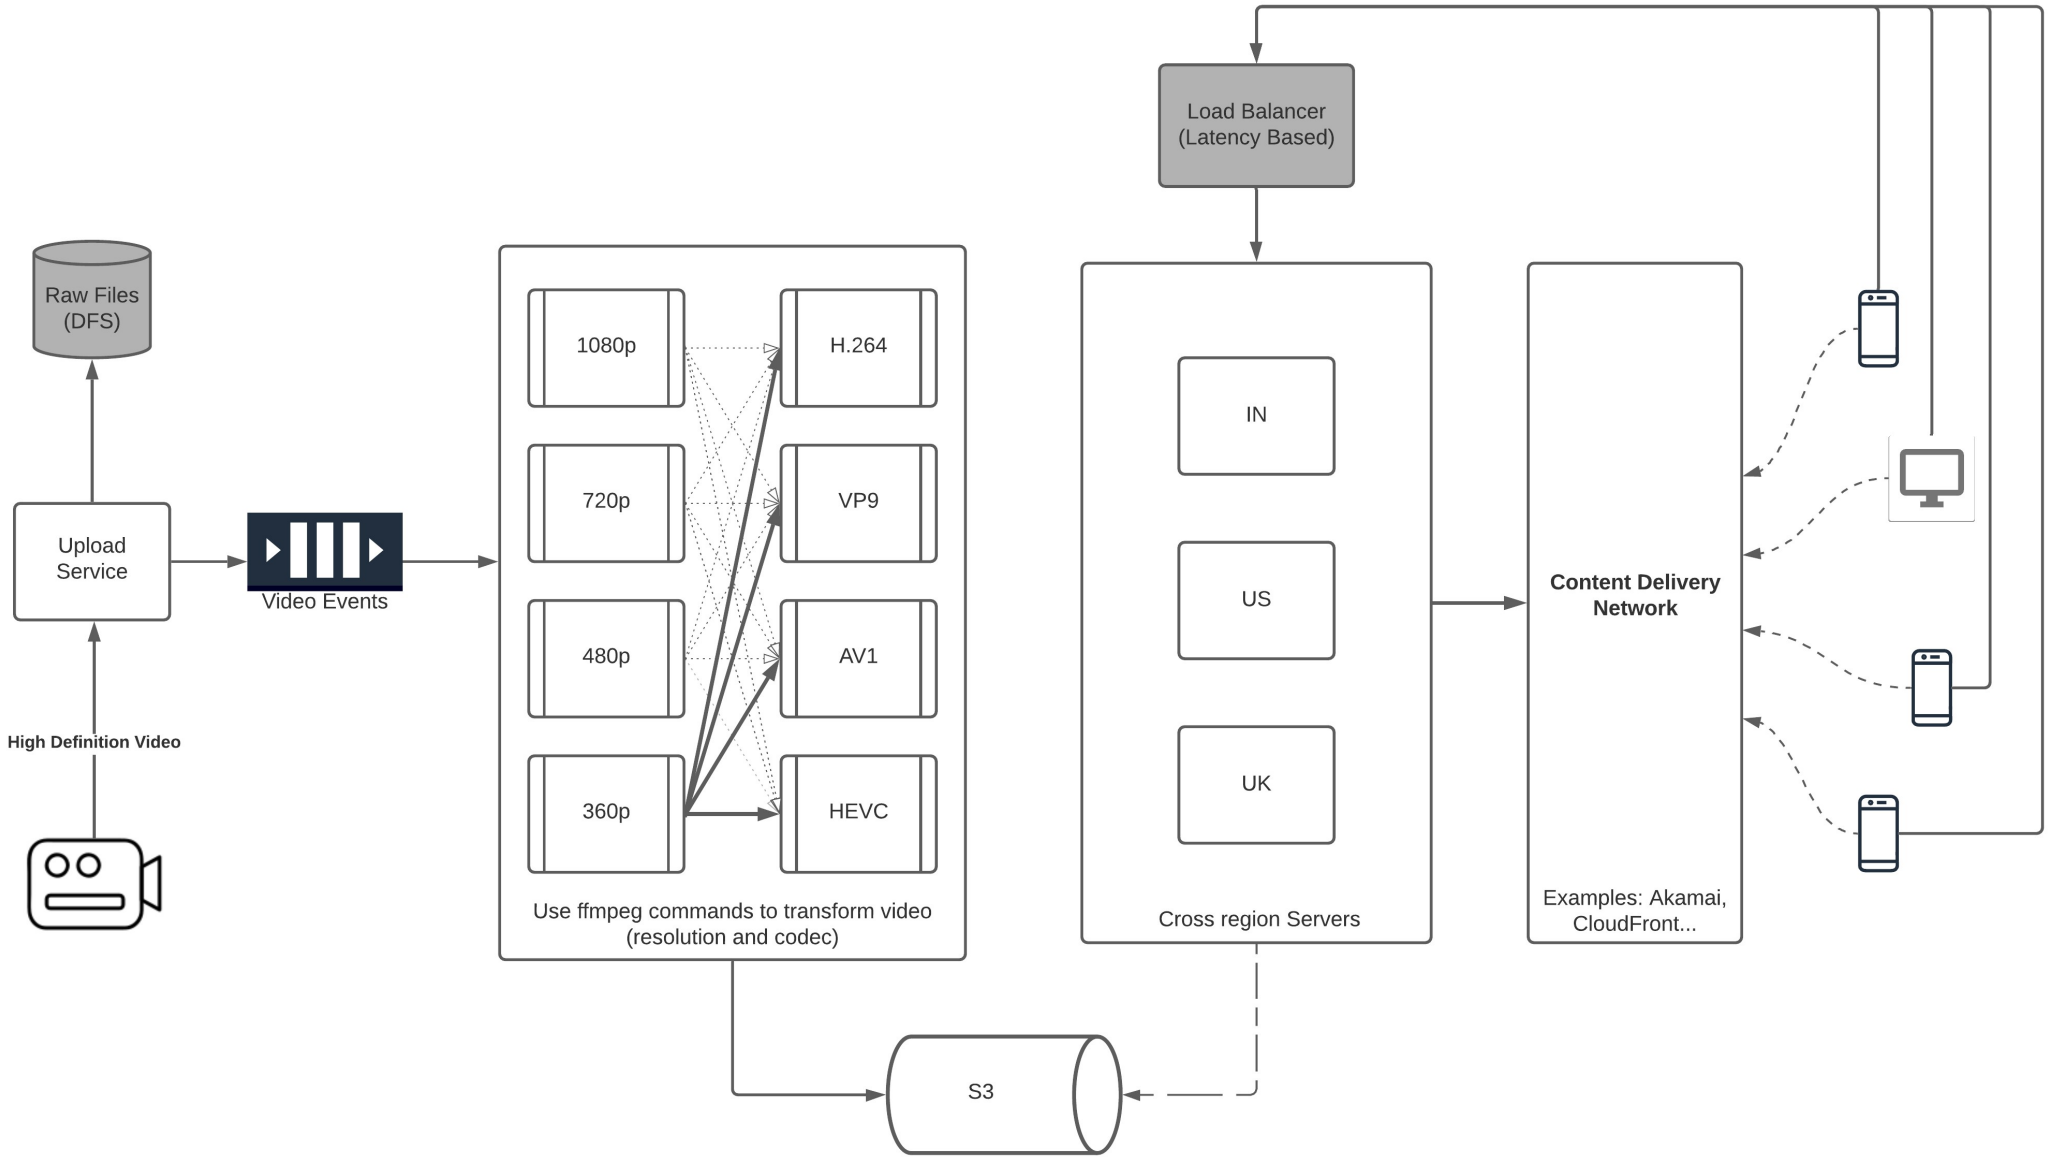 Load Balancer
(Latency Based)
Raw Files
(DFS)
Upload
Service
Video Events
High Definition Video
1080p
H.264
720p
VP9
480p
AV1
360p
HEVC
Use ffmpeg commands to transform video
(resolution and codec)
IN
US
UK
Cross region Servers
Content Delivery
Network
Examples: Akamai,
CloudFront...
S3